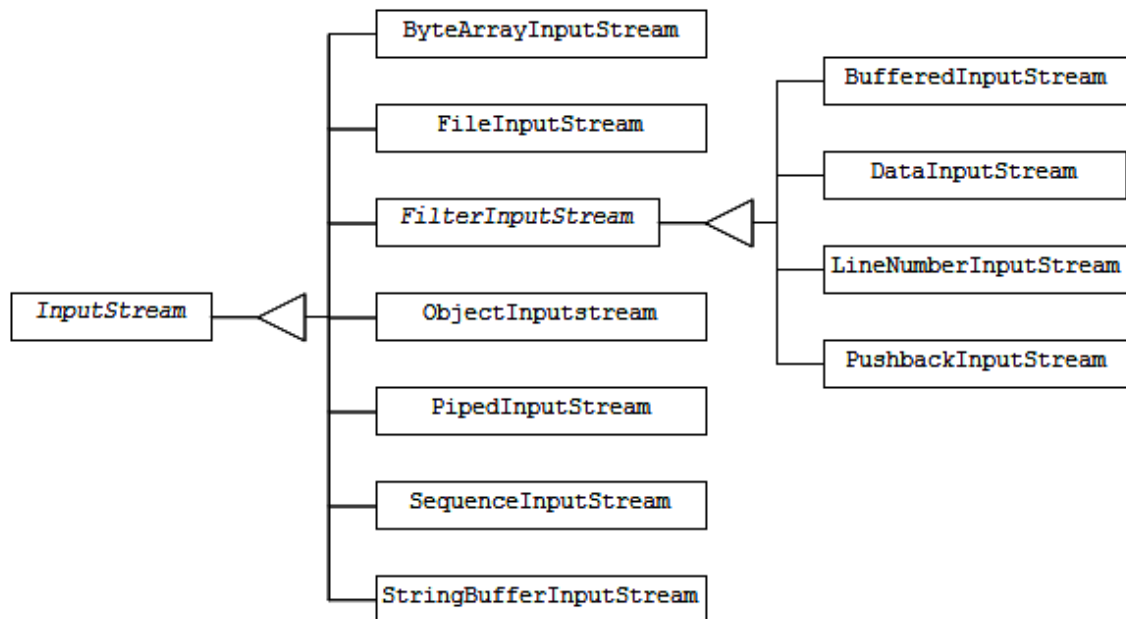 ByteArrayInputStream
BufferedInputStream
FileInputStream
DataInputStream
FilterInputStream
LineNumberInputStream
InputStream
ObjectInputstream
PushbackInputStream
PipedInputStream
SequenceInputStream
StringBufferInputStream